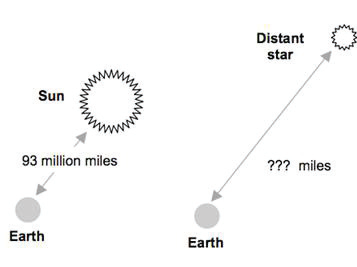 Sun
93 million miles
Earth
Distant
star
??? miles
Earth